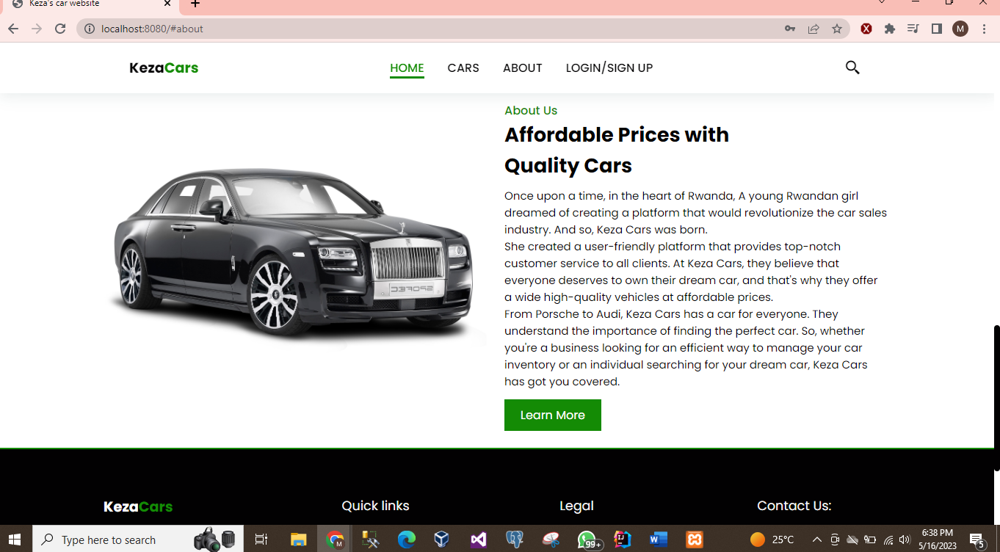 Keza's car website
localhost:8080/#about
M
KezaCars
HOME
CARS
ABOUT
LOGIN/SIGN UP
About Us
Affordable Prices with
Quality Cars
Once upon a time, in the heart of Rwanda, A young Rwandan girl
dreamed of creating a platform that would revolutionize the car sales
industry. And so, Keza Cars was born.
She created a user-friendly platform that provides top-notch
customer service to all clients. At Keza Cars, they believe that
everyone deserves to own their dream car, and that's why they offer
a wide high-quality vehicles at affordable prices.
From Porsche to Audi, Keza Cars has a car for everyone. They
understand the importance of finding the perfect car. So, whether
you're a business looking for an efficient way to manage your car
inventory or an individual searching for your dream car, Keza Cars
has got you covered.
Learn More
KezaCars
Quick links
Legal
Contact Us:
Type here to search
99+
25°C
6:38 PM
5/16/2023
5